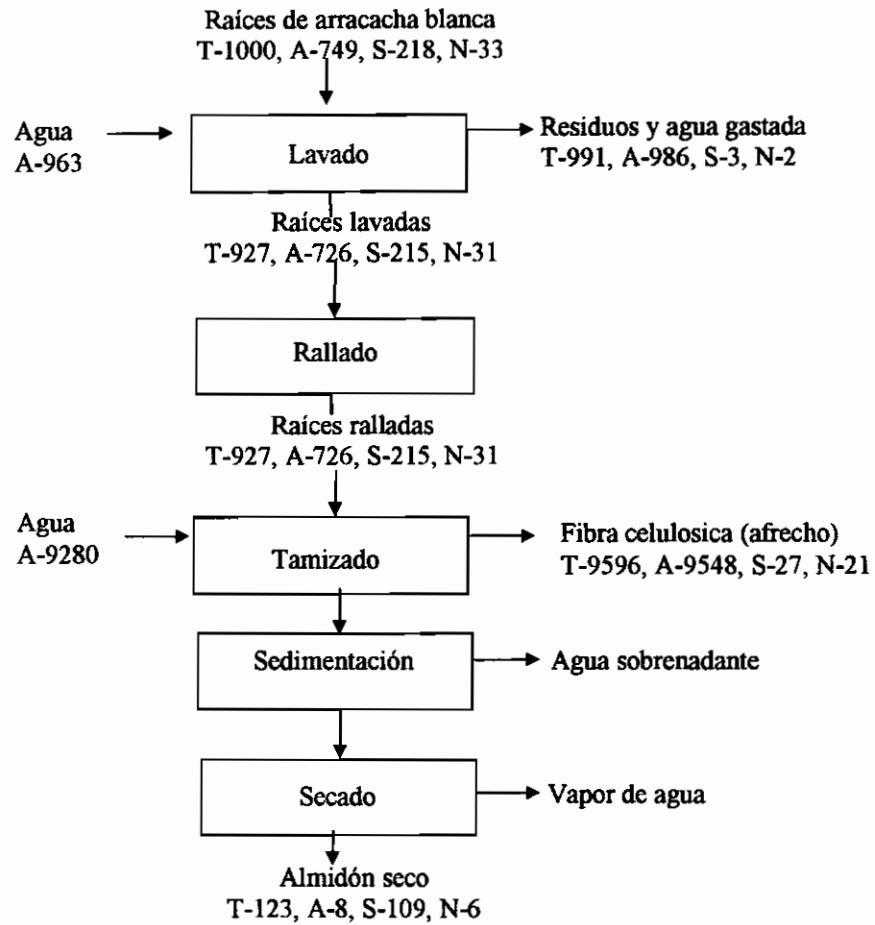 Raíces de arracacha blanca
T-1000, A-749, S-218, N-33
Agua
A-963
Lavado
Residuos y agua gastada
T-991, A-986, S-3, N-2
Raíces lavadas
T-927, A-726, S-215, N-31
Rallado
Raíces ralladas
T-927, A-726, S-215, N-31
Agua
A-9280
Tamizado
Fibra celulosica (afrecho)
T-9596, A-9548, S-27, N-21
Sedimentación
Agua sobrenadante
Secado
Vapor de agua
Almidón seco
T-123, A-8, S-109, N-6